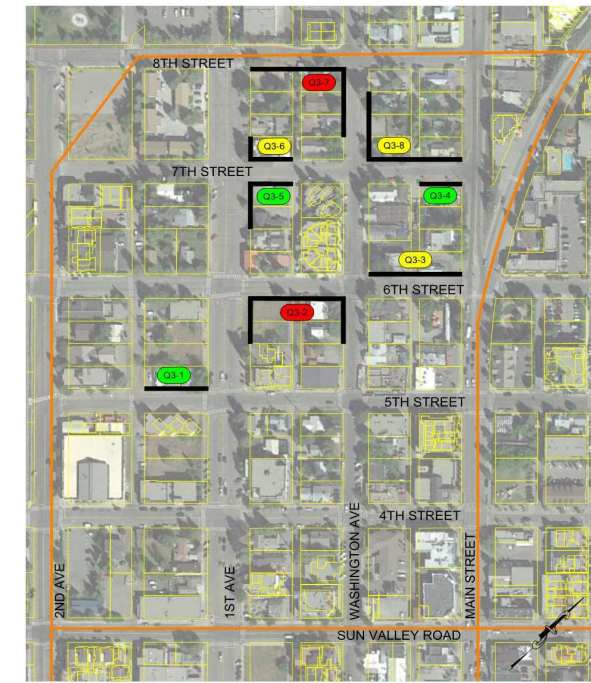 8TH STREET
Q3-7
Q3-6
Q3-8
7TH STREET
Q3-5
Q3-4
Q3-3
6TH STREET
Q3-2
Q3-1
5TH STREET
4TH STREET
2ND AVE
1ST AVE
WASHINGTON AVE
MAIN STREET
SUN VALLEY ROAD